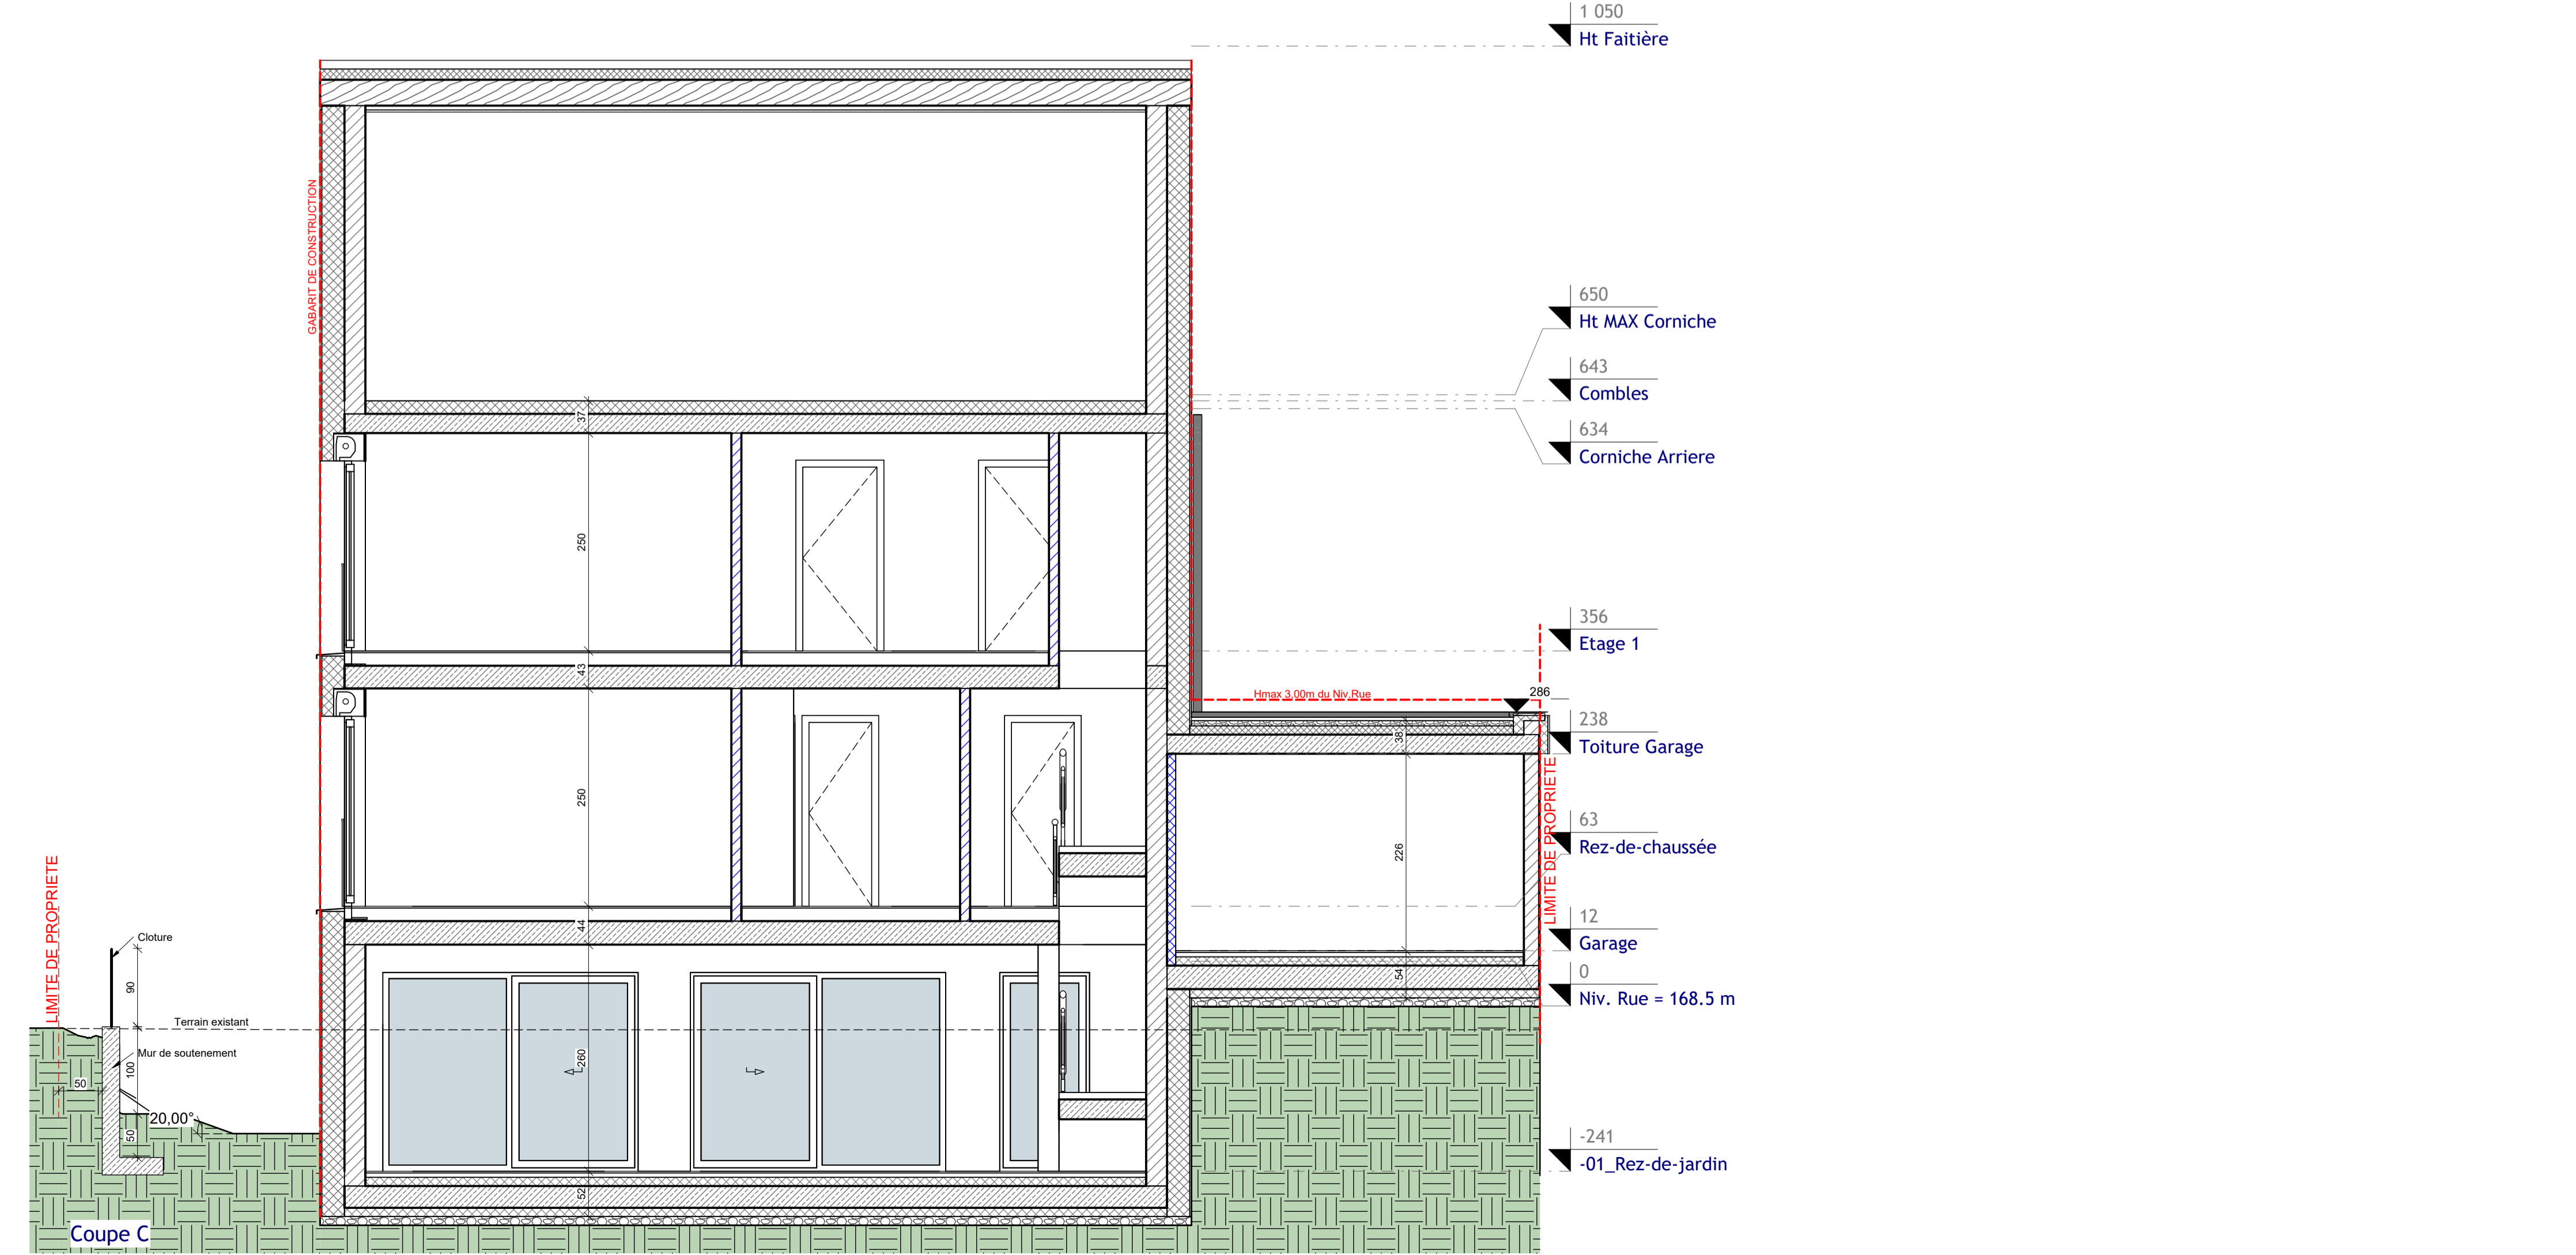 1 050
Ht Faitière
GABARIT DE CONSTRUCTION
650
Ht MAX Corniche
643
Combles
37
634
Corniche Arriere
250
356
Etage 1
43
Hmax 3,00m du Niv.Rue
286
238
Toiture Garage
38
250
226
63
Rez-de-chaussée
LIMITE DE PROPRIETE
LIMITE DE PROPRIETE
44
12
Garage
Cloture
90
54
0
Niv. Rue = 168.5 m
Terrain existant
Mur de soutenement
100
260
50
20,00°
50
-241
-01_Rez-de-jardin
52
Coupe C